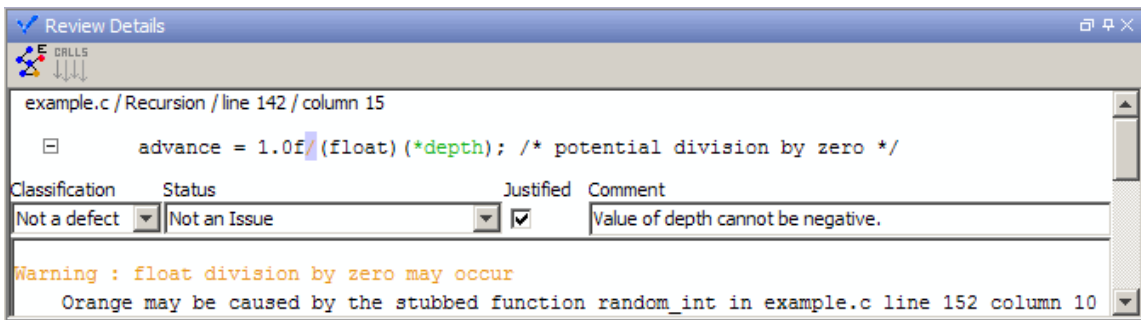 Review Details
E CALLS
example.c / Recursion / line 142 / column 15
advance = 1.0f/(float)(*depth); /* potential division by zero */
Classification Status Justified Comment
Not a defect Not an Issue Value of depth cannot be negative.
Warning : float division by zero may occur
Orange may be caused by the stubbed function random_int in example.c line 152 column 10